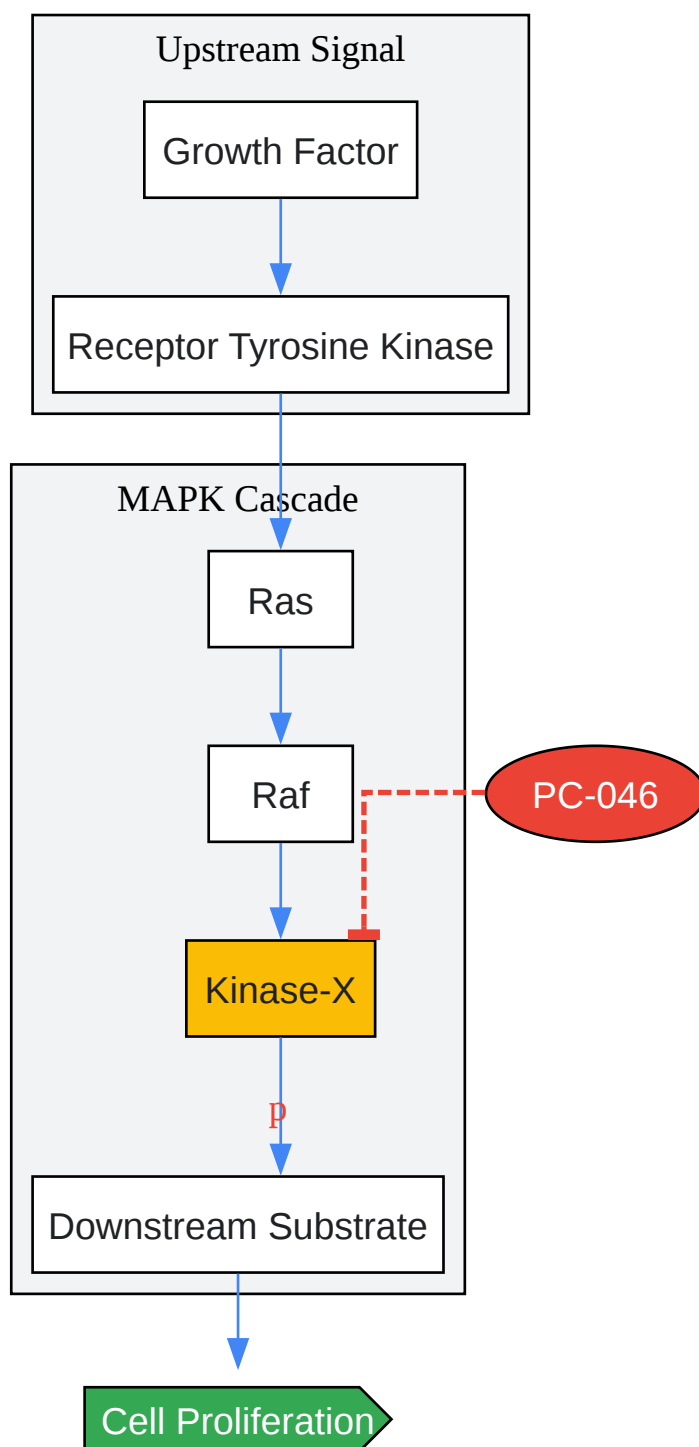 Upstream Signal
Growth Factor
Receptor Tyrosine Kinase
MAPK Cascade
Ras
Raf
PC-046
Kinase-X
p
Downstream Substrate
Cell Proliferation